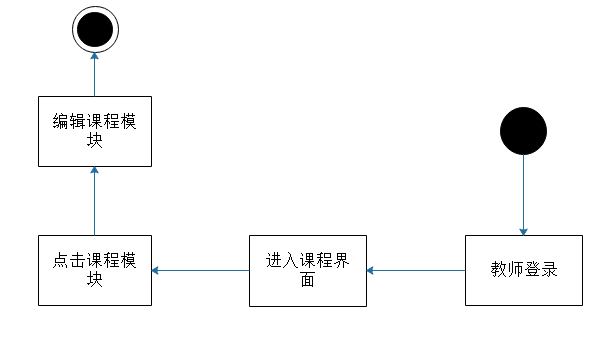 编辑课程模
块
点击课程模
块
进入课程界
面
教师登录